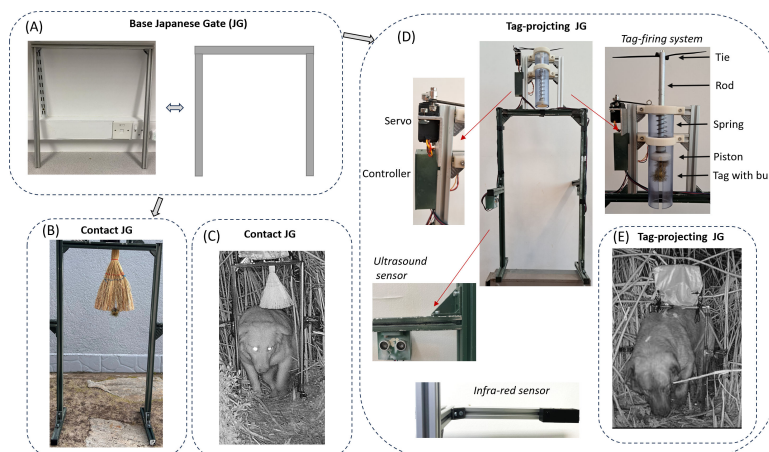 (A)
Base Japanese Gate (JG)
(B)
Contact JG
(C)
Contact JG
(D)
Tag-projcting JG
Tag-firing system
Tie
Rod
Spring
Piston
Tag with bu
Servo
Controller
Ultrasound
sensor
Infra-red sensor
(E)
Tag-projecting JG